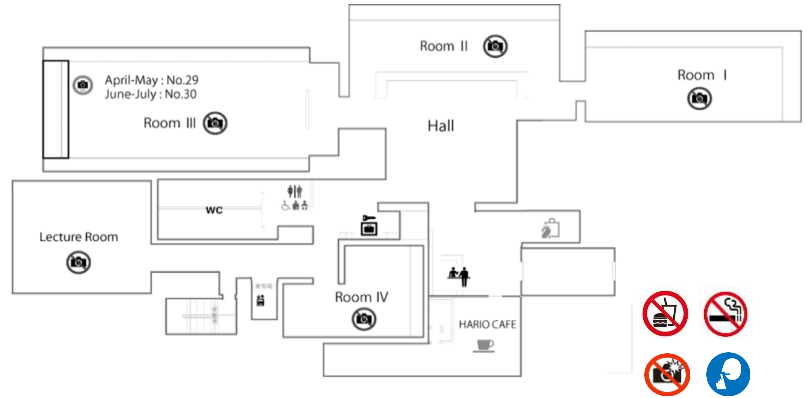 Room II
Room I
April-May : No.29
June-July : No.30
Room III
Hall
WC
Lecture Room
Room IV
HARIO CAFE